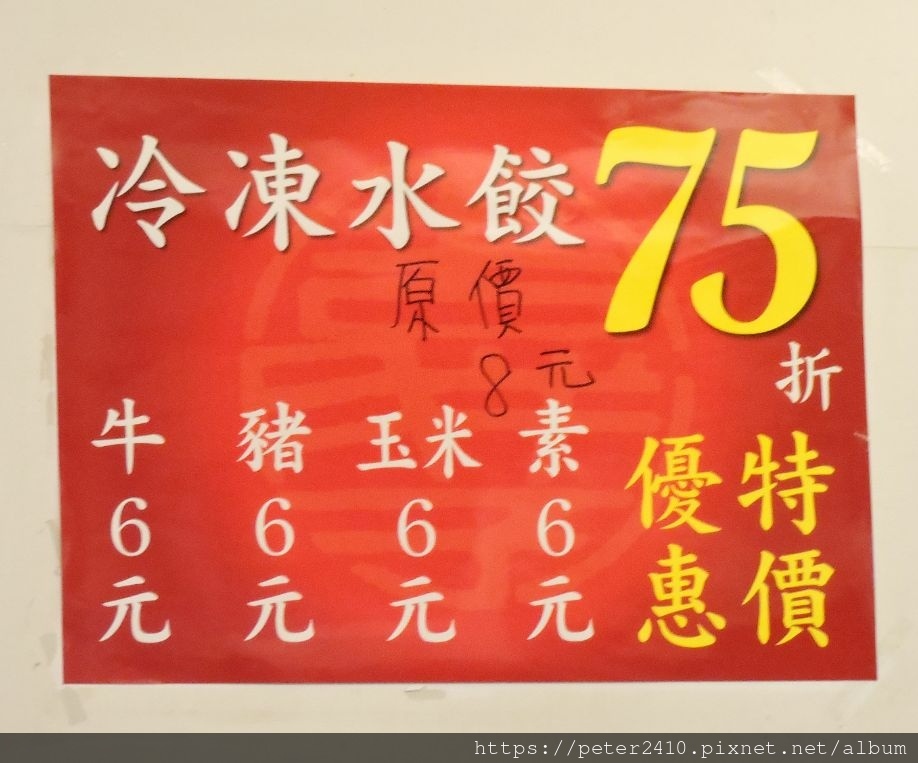 冷凍水餃 75
折
原價
8元
牛 豬 玉米 素
6 6 6 6
元 元 元 元
特價
優惠
https://peter2410.pixnet.net/album